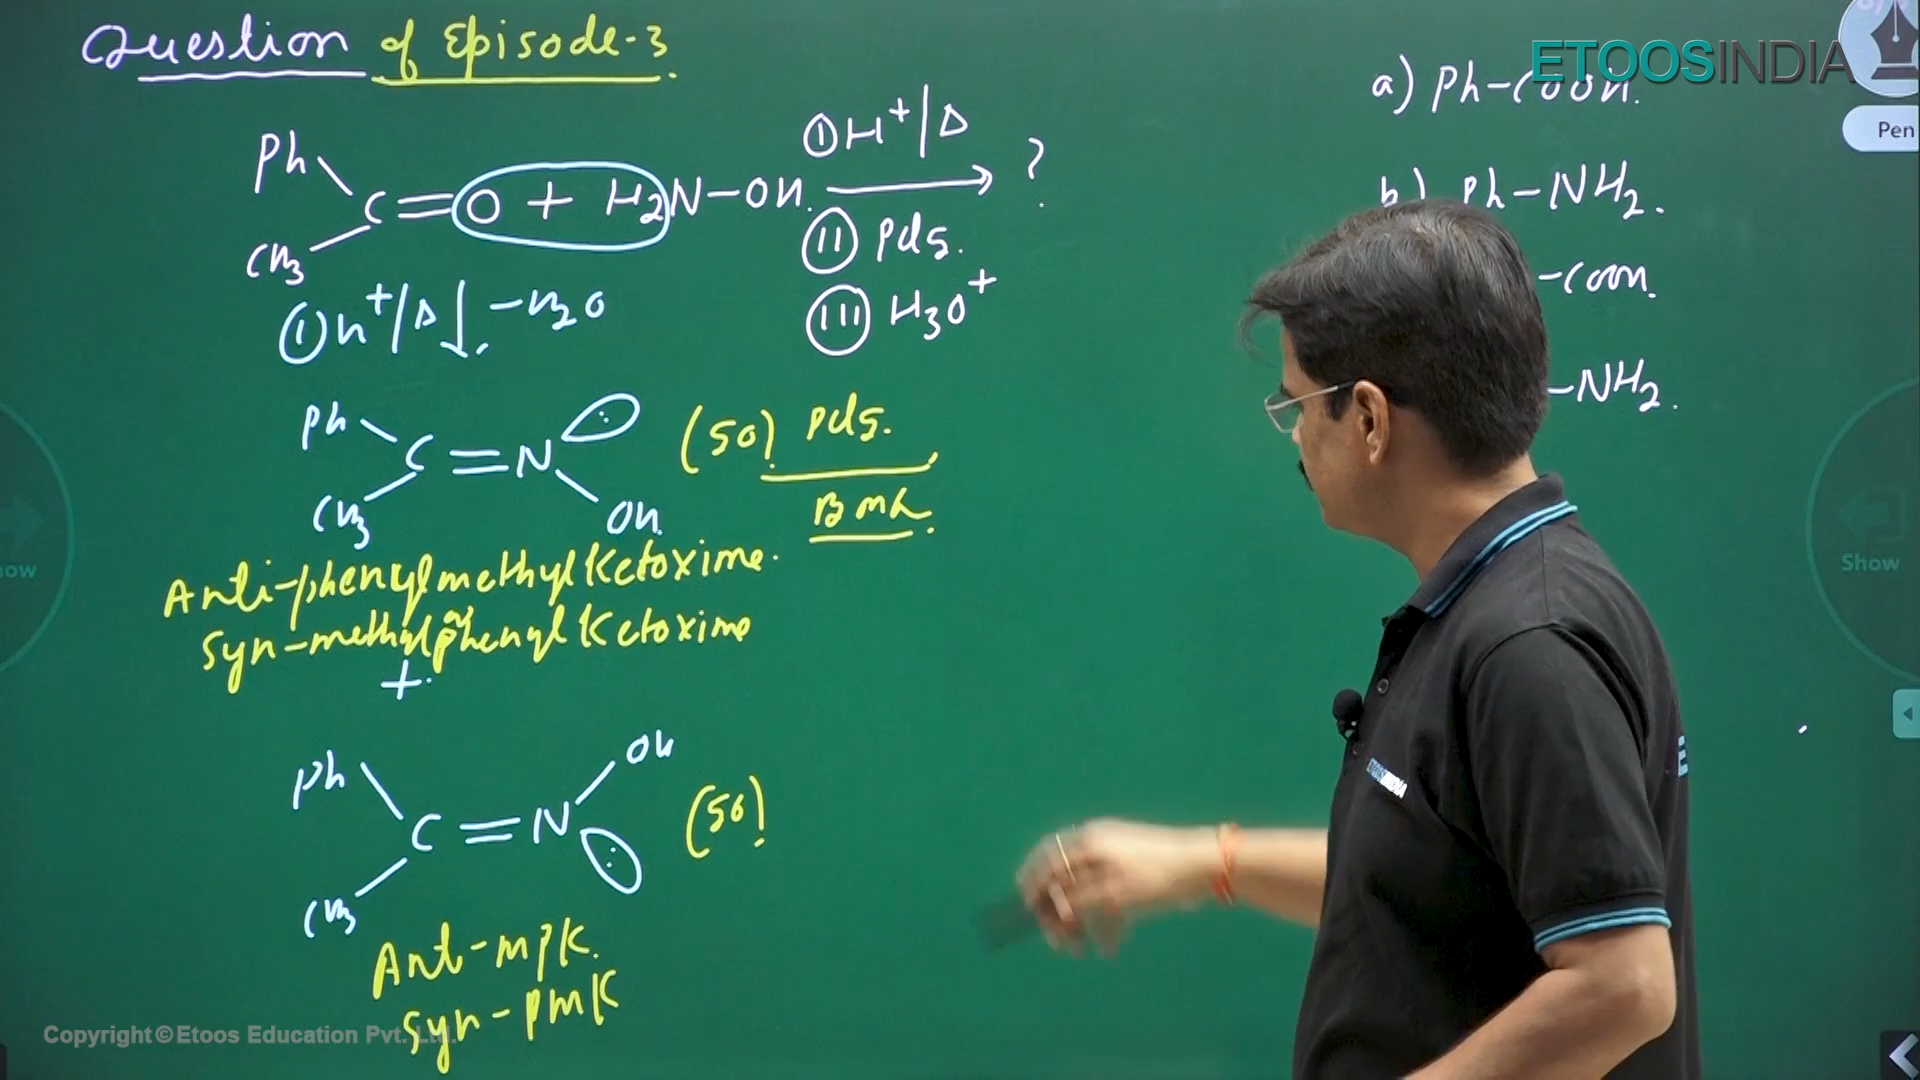 Question of Episode-3
ETOOSINDIA
Pen
Ph
C=O + H2N-OH
CH3
I H+/Δ
II PCl5.
III H3O+
?
a) Ph-COOH.
b) Ph-NH2.
-COOH.
-NH2.
I H+/Δ -H2O
Ph
C=N
CH3
OH
(50) PCl5.
BMR.
Anti-phenylmethylKetoxime.
or
Syn-methylphenylKetoxime
+
Ph
OH
C=N
CH3
(50)
Anti-MPK.
Syn-PMK
Show
Copyright © Etoos Education Pvt. Ltd.
ETOOSINDIA
E